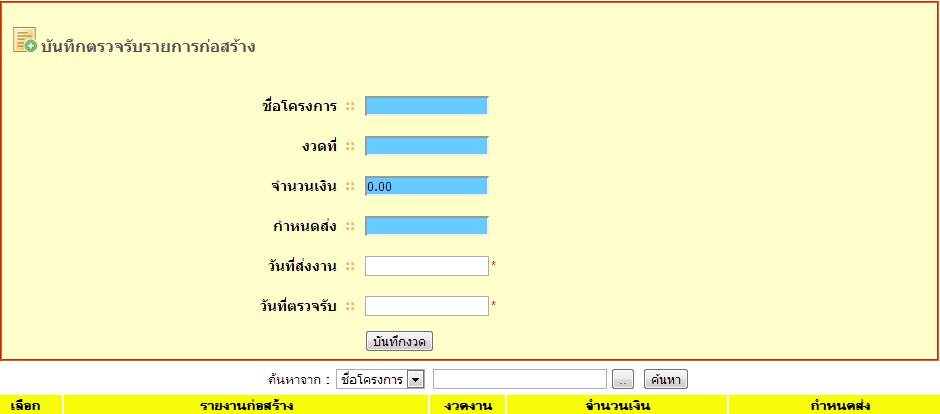 บันทึกตรวจรับรายการก่อสร้าง
ชื่อโครงการ ::
งวดที่ ::
จำนวนเงิน :: 0.00
กำหนดส่ง ::
วันที่ส่งงาน :: *
วันที่ตรวจรับ :: *
บันทึกงวด
ค้นหาจาก : ชื่อโครงการ .. ค้นหา
เลือก รายงานก่อสร้าง งวดงาน จำนวนเงิน กำหนดส่ง